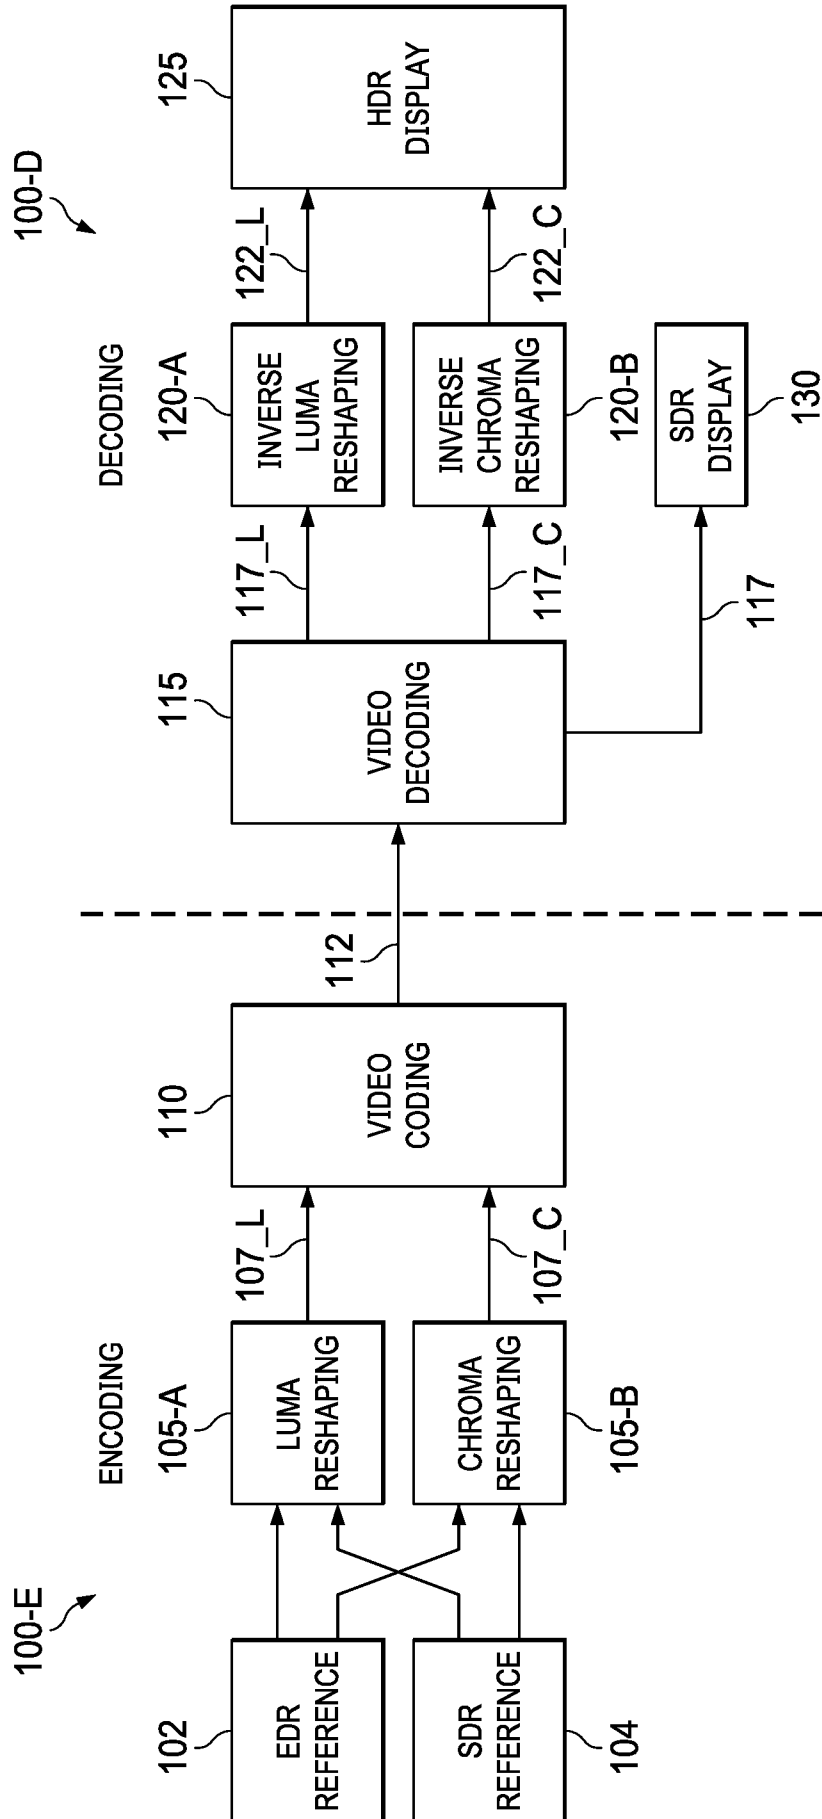 100-E
ENCODING
102
EDR
REFERENCE
SDR
REFERENCE
104
105-A
LUMA
RESHAPING
CHROMA
RESHAPING
105-B
107_L
107_C
110
VIDEO
CODING
112
100-D
DECODING
115
VIDEO
DECODING
117_L
117_C
117
120-A
INVERSE
LUMA
RESHAPING
INVERSE
CHROMA
RESHAPING
120-B
SDR
DISPLAY
130
122_L
122_C
125
HDR
DISPLAY